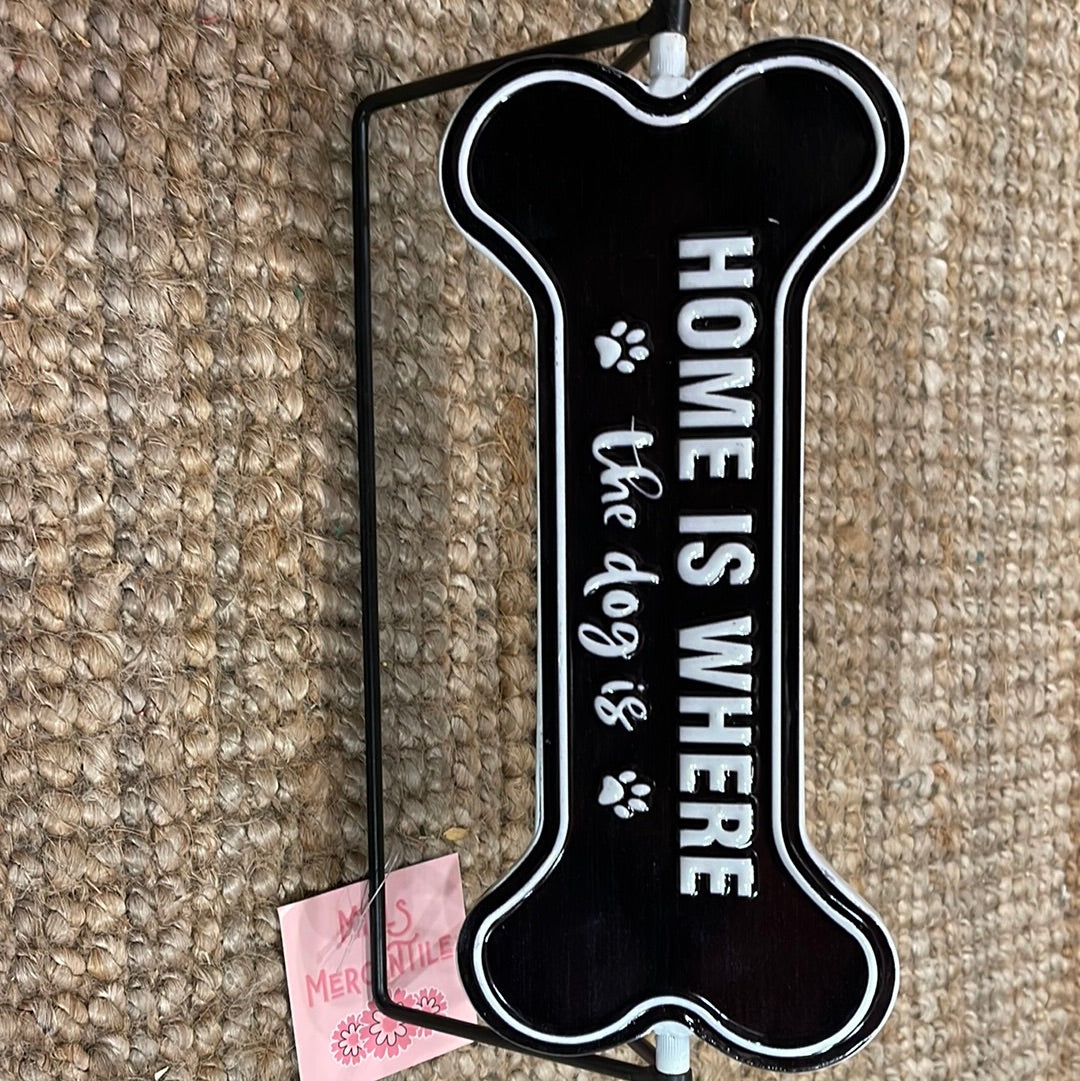 HOME IS WHERE
the dog is
MERCANTILE